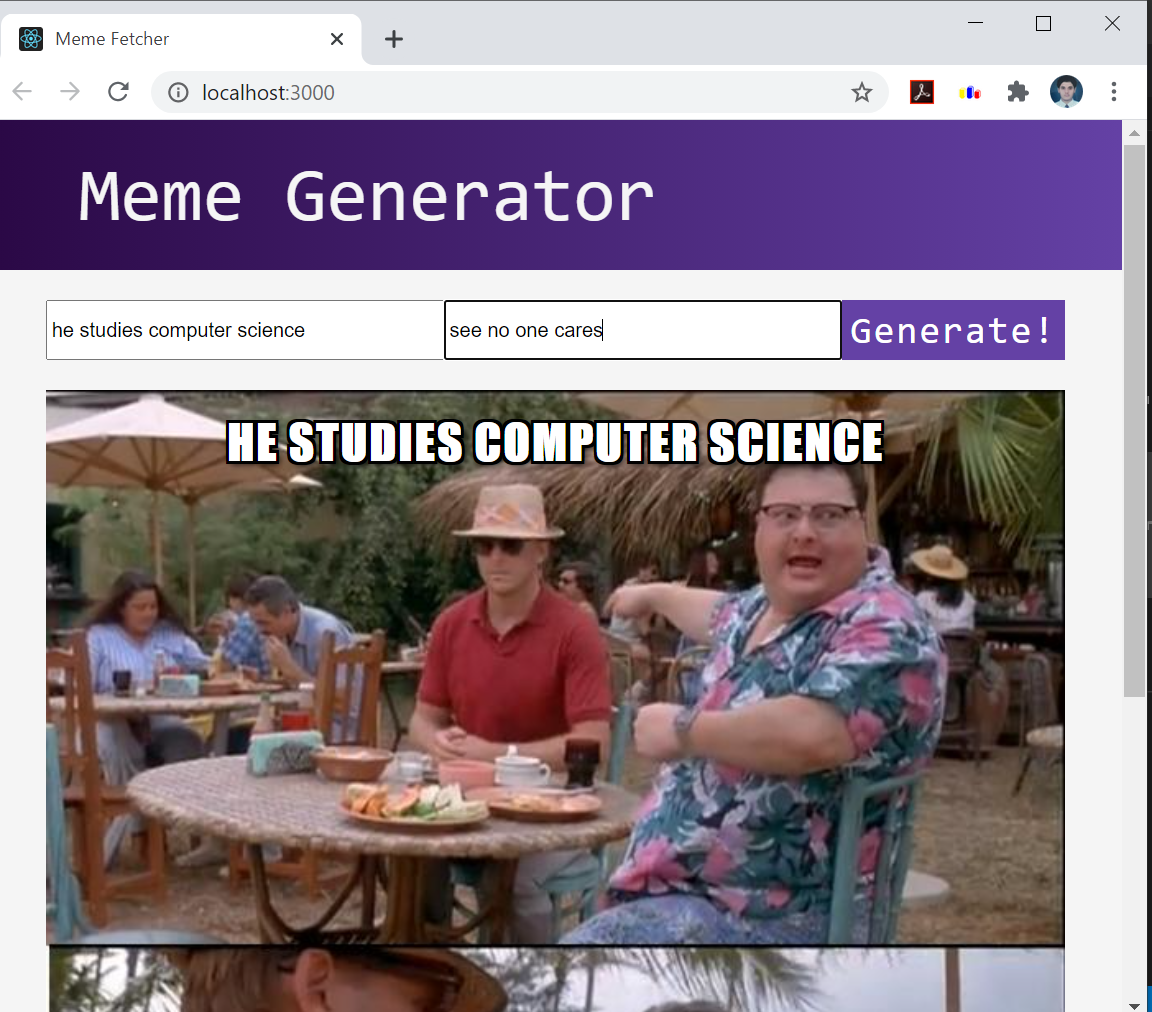 Meme Fetcher
localhost:3000
Meme Generator
he studies computer science
see no one cares
Generate!
HE STUDIES COMPUTER SCIENCE